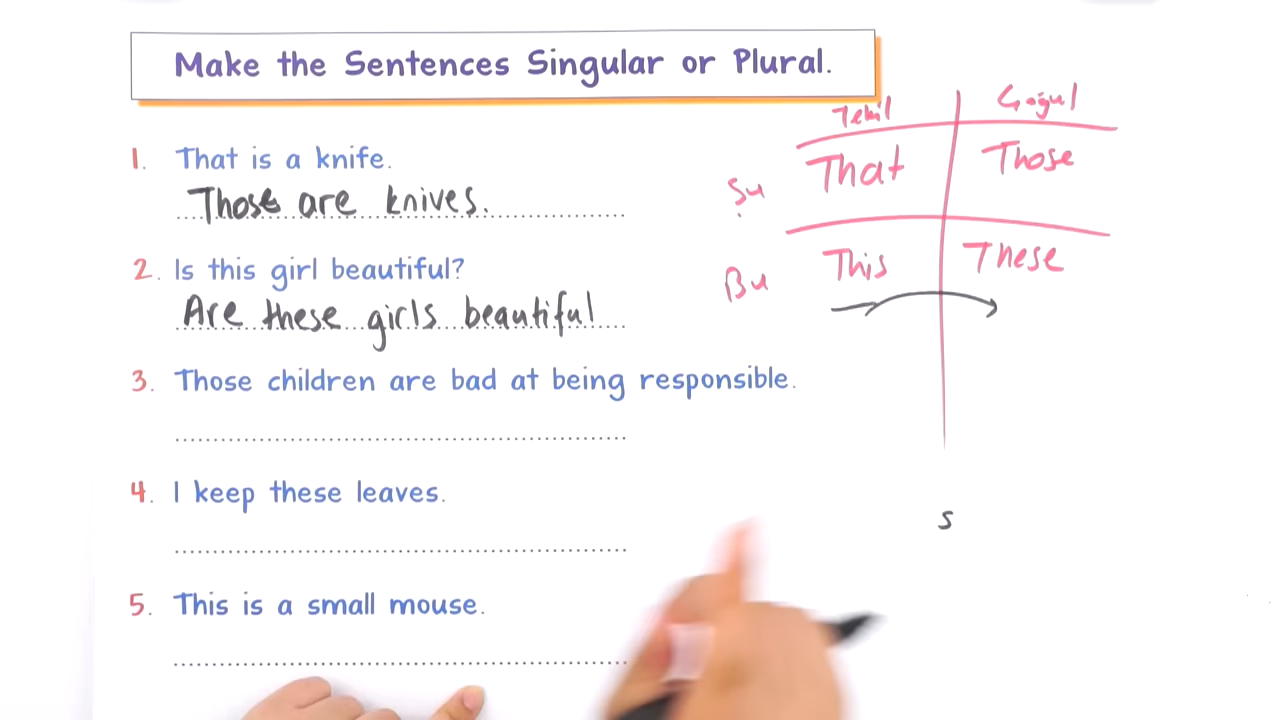 Make the Sentences Singular or Plural.
1. That is a knife.
Those are knives.
2. Is this girl beautiful?
Are these girls beautiful
3. Those children are bad at being responsible.
4. I keep these leaves.
5. This is a small mouse.
Tekil Çoğul
Şu That Those
Bu This These
s